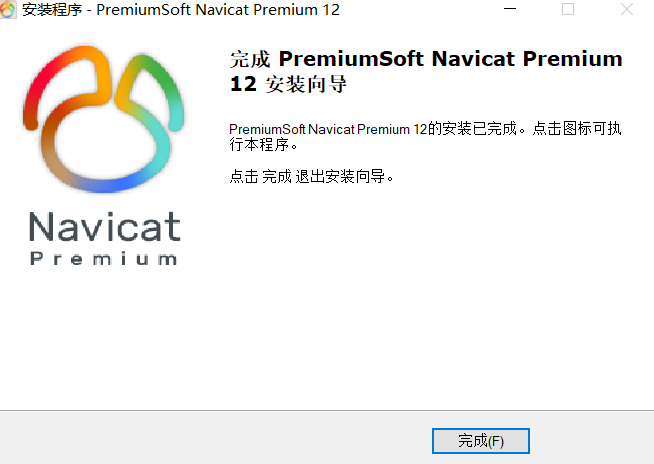 安装程序 - PremiumSoft Navicat Premium 12
完成 PremiumSoft Navicat Premium
12 安装向导
PremiumSoft Navicat Premium 12的安装已完成。点击图标可执
行本程序。
点击 完成 退出安装向导。
Navicat
Premium
完成(F)